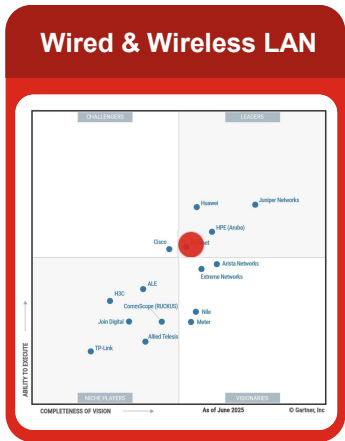 Wired & Wireless LAN
CHALLENGERS
LEADERS
Huawei
Juniper Networks
HPE (Aruba)
Cisco
Arista Networks
Extreme Networks
ALE
H3C
CommScope (RUCKUS)
Nile
Join Digital
Meter
Allied Telesis
TP-Link
ABILITY TO EXECUTE
NICHE PLAYERS
VISIONARIES
COMPLETENESS OF VISION
As of June 2025
© Gartner, Inc